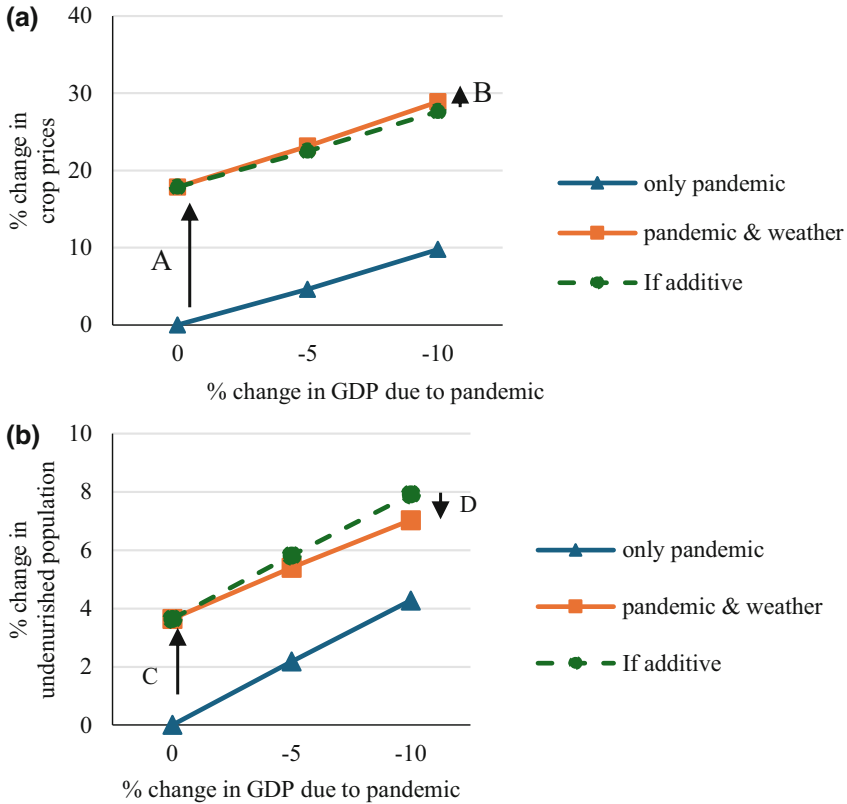 (a)
40
30
20
10
0
% change in
crop prices
A
B
0 -5 -10
% change in GDP due to pandemic
only pandemic
pandemic & weather
If additive
(b)
10
8
6
4
2
0
% change in
undenurished population
C
D
0 -5 -10
% change in GDP due to pandemic
only pandemic
pandemic & weather
If additive